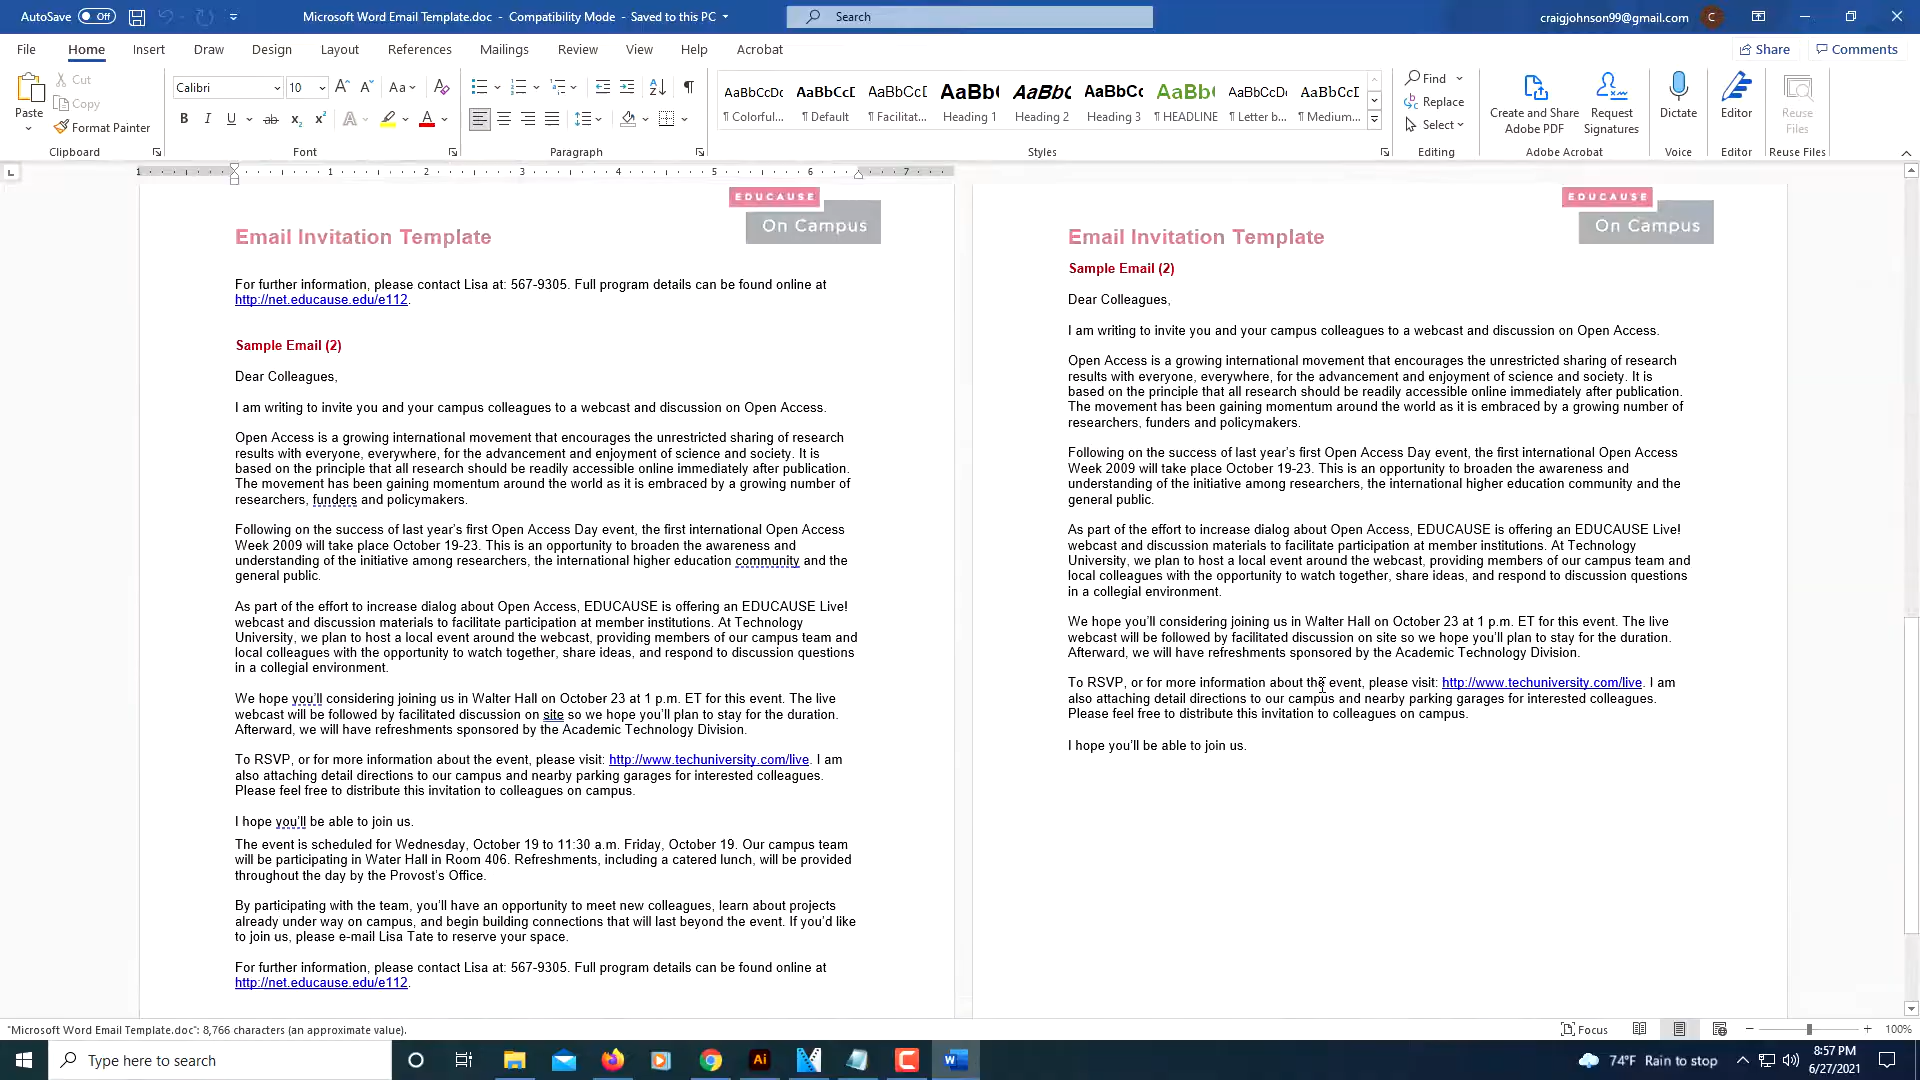 AutoSave Off Microsoft Word Email Template.doc - Compatibility Mode - Saved to this PC Search craigjohnson99@gmail.com C
File Home Insert Draw Design Layout References Mailings Review View Help Acrobat Share Comments
Paste Cut Copy Format Painter
Calibri 10 Aa
B I U ab x₂ x² A A
AaBbCcDc AaBbCcD AaBbCcD AaBb( AaBbC AaBbCc AaBb( AaBbCcDc AaBbCcD
¶ Colorful... ¶ Default ¶ Facilitat... Heading 1 Heading 2 Heading 3 ¶ HEADLINE ¶ Letter b... ¶ Medium...
Find
Replace
Select
Create and Share Adobe PDF
Request Signatures
Dictate
Editor
Reuse Files
Clipboard Font Paragraph Styles Editing Adobe Acrobat Voice Editor Reuse Files
1 1 2 3 4 5 6 7
EDUCAUSE
On Campus
Email Invitation Template
For further information, please contact Lisa at: 567-9305. Full program details can be found online at
http://net.educause.edu/e112.
Sample Email (2)
Dear Colleagues,
I am writing to invite you and your campus colleagues to a webcast and discussion on Open Access.
Open Access is a growing international movement that encourages the unrestricted sharing of research
results with everyone, everywhere, for the advancement and enjoyment of science and society. It is
based on the principle that all research should be readily accessible online immediately after publication.
The movement has been gaining momentum around the world as it is embraced by a growing number of
researchers, funders and policymakers.
Following on the success of last year's first Open Access Day event, the first international Open Access
Week 2009 will take place October 19-23. This is an opportunity to broaden the awareness and
understanding of the initiative among researchers, the international higher education community and the
general public.
As part of the effort to increase dialog about Open Access, EDUCAUSE is offering an EDUCAUSE Live!
webcast and discussion materials to facilitate participation at member institutions. At Technology
University, we plan to host a local event around the webcast, providing members of our campus team and
local colleagues with the opportunity to watch together, share ideas, and respond to discussion questions
in a collegial environment.
We hope you'll considering joining us in Walter Hall on October 23 at 1 p.m. ET for this event. The live
webcast will be followed by facilitated discussion on site so we hope you'll plan to stay for the duration.
Afterward, we will have refreshments sponsored by the Academic Technology Division.
To RSVP, or for more information about the event, please visit: http://www.techuniversity.com/live. I am
also attaching detail directions to our campus and nearby parking garages for interested colleagues.
Please feel free to distribute this invitation to colleagues on campus.
I hope you'll be able to join us.
The event is scheduled for Wednesday, October 19 to 11:30 a.m. Friday, October 19. Our campus team
will be participating in Water Hall in Room 406. Refreshments, including a catered lunch, will be provided
throughout the day by the Provost's Office.
By participating with the team, you'll have an opportunity to meet new colleagues, learn about projects
already under way on campus, and begin building connections that will last beyond the event. If you'd like
to join us, please e-mail Lisa Tate to reserve your space.
For further information, please contact Lisa at: 567-9305. Full program details can be found online at
http://net.educause.edu/e112.
EDUCAUSE
On Campus
Email Invitation Template
Sample Email (2)
Dear Colleagues,
I am writing to invite you and your campus colleagues to a webcast and discussion on Open Access.
Open Access is a growing international movement that encourages the unrestricted sharing of research
results with everyone, everywhere, for the advancement and enjoyment of science and society. It is
based on the principle that all research should be readily accessible online immediately after publication.
The movement has been gaining momentum around the world as it is embraced by a growing number of
researchers, funders and policymakers.
Following on the success of last year's first Open Access Day event, the first international Open Access
Week 2009 will take place October 19-23. This is an opportunity to broaden the awareness and
understanding of the initiative among researchers, the international higher education community and the
general public.
As part of the effort to increase dialog about Open Access, EDUCAUSE is offering an EDUCAUSE Live!
webcast and discussion materials to facilitate participation at member institutions. At Technology
University, we plan to host a local event around the webcast, providing members of our campus team and
local colleagues with the opportunity to watch together, share ideas, and respond to discussion questions
in a collegial environment.
We hope you'll considering joining us in Walter Hall on October 23 at 1 p.m. ET for this event. The live
webcast will be followed by facilitated discussion on site so we hope you'll plan to stay for the duration.
Afterward, we will have refreshments sponsored by the Academic Technology Division.
To RSVP, or for more information about the event, please visit: http://www.techuniversity.com/live. I am
also attaching detail directions to our campus and nearby parking garages for interested colleagues.
Please feel free to distribute this invitation to colleagues on campus.
I hope you'll be able to join us.
"Microsoft Word Email Template.doc": 8,766 characters (an approximate value). Focus 100%
Type here to search Ai W 74°F Rain to stop 8:57 PM
6/27/2021